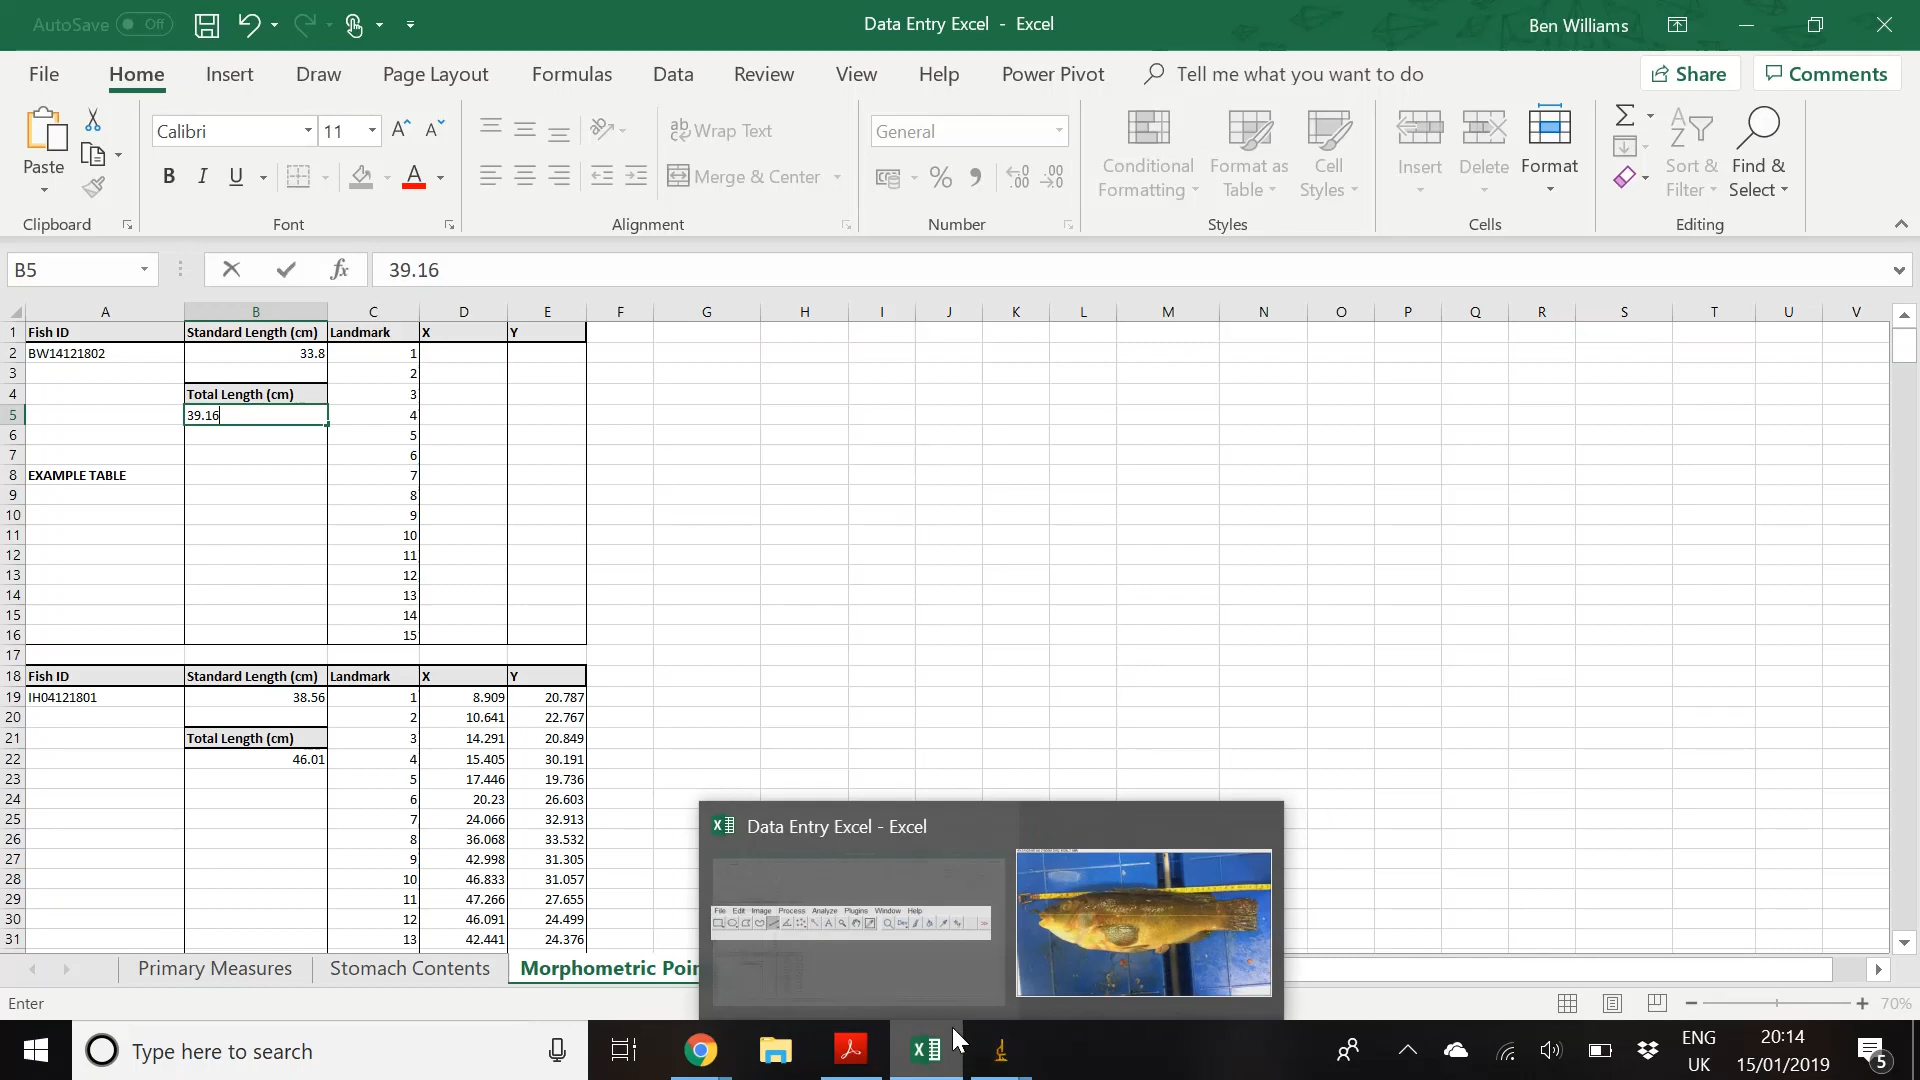 AutoSave Off
Data Entry Excel - Excel
Ben Williams
File Home Insert Draw Page Layout Formulas Data Review View Help Power Pivot Tell me what you want to do Share Comments
Paste
Clipboard
Calibri 11
B I U
Font
Wrap Text
Merge & Center
Alignment
General
Number
Conditional Formatting
Format as Table
Cell Styles
Styles
Insert Delete Format
Cells
Sort & Filter
Find & Select
Editing
B5 fx 39.16
A B C D E F G H I J K L M N O P Q R S T U V
1 Fish ID Standard Length (cm) Landmark X Y
2 BW14121802 33.8 1
3 2
4 Total Length (cm) 3
5 39.16 4
6 5
7 6
8 EXAMPLE TABLE 7
9 8
10 9
11 10
12 11
13 12
14 13
15 14
16 15
17
18 Fish ID Standard Length (cm) Landmark X Y
19 IH04121801 38.56 1 8.909 20.787
20 2 10.641 22.767
21 Total Length (cm) 3 14.291 20.849
22 46.01 4 15.405 30.191
23 5 17.446 19.736
24 6 20.23 26.603
25 7 24.066 32.913
26 8 36.068 33.532
27 9 42.998 31.305
28 10 46.833 31.057
29 11 47.266 27.655
30 12 46.091 24.499
31 13 42.441 24.376
Data Entry Excel - Excel
File Edit Image Process Analyze Plugins Window Help
Primary Measures Stomach Contents Morphometric Poin
Enter
70%
Type here to search
ENG
UK
20:14
15/01/2019
5